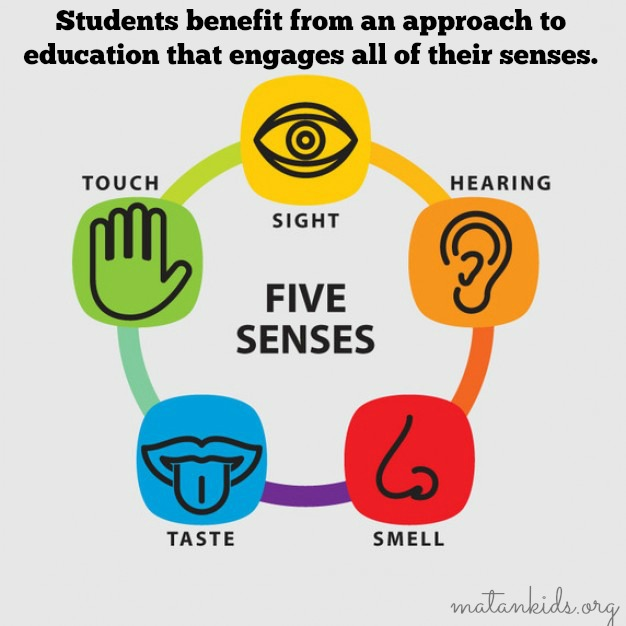 Students benefit from an approach to
education that engages all of their senses.
TOUCH
HEARING
SIGHT
FIVE
SENSES
TASTE
SMELL
matankids.org